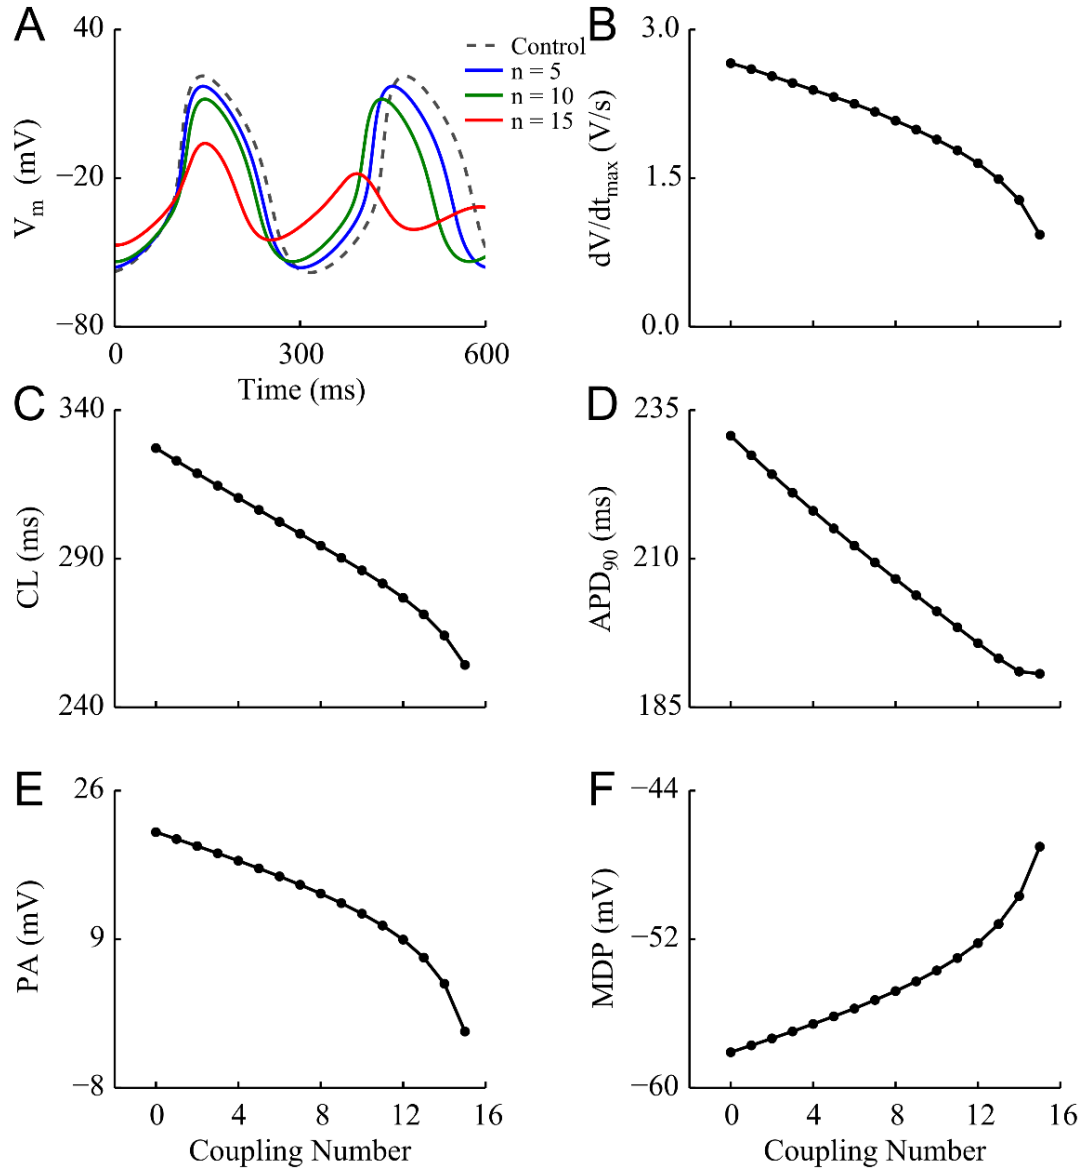 A
40
−20
−80
V_m (mV)
0
300
600
Time (ms)
Control
n = 5
n = 10
n = 15
B
3.0
1.5
0.0
dV/dt_max (V/s)
C
340
290
240
CL (ms)
D
235
210
185
APD_90 (ms)
E
26
9
−8
PA (mV)
0
4
8
12
16
Coupling Number
F
−44
−52
−60
MDP (mV)
0
4
8
12
16
Coupling Number